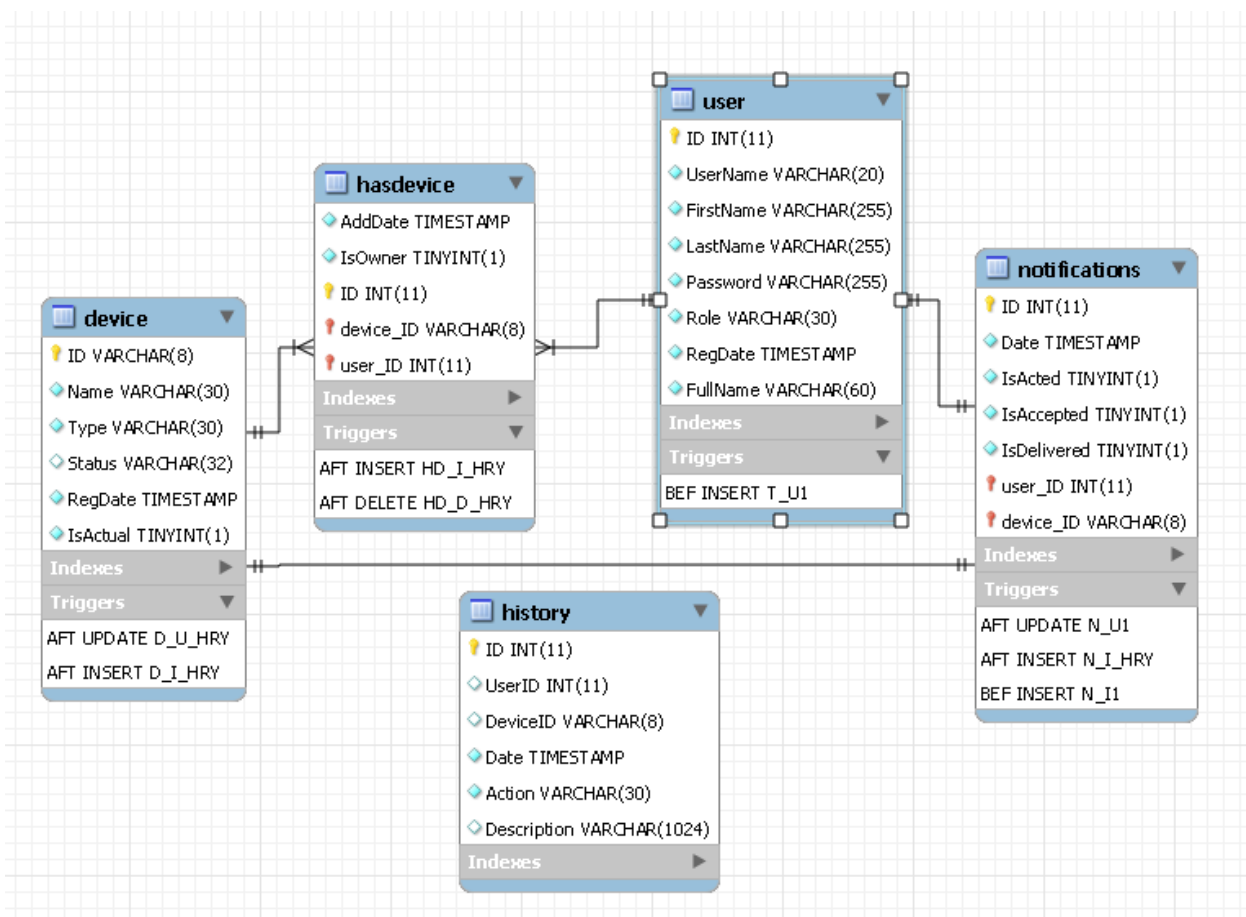 device
ID VARCHAR(8)
Name VARCHAR(30)
Type VARCHAR(30)
Status VARCHAR(32)
RegDate TIMESTAMP
IsActual TINYINT(1)
Indexes
Triggers
AFT UPDATE D_U_HRY
AFT INSERT D_I_HRY
hasdevice
AddDate TIMESTAMP
IsOwner TINYINT(1)
ID INT(11)
device_ID VARCHAR(8)
user_ID INT(11)
Indexes
Triggers
AFT INSERT HD_I_HRY
AFT DELETE HD_D_HRY
user
ID INT(11)
UserName VARCHAR(20)
FirstName VARCHAR(255)
LastName VARCHAR(255)
Password VARCHAR(255)
Role VARCHAR(30)
RegDate TIMESTAMP
FullName VARCHAR(60)
Indexes
Triggers
BEF INSERT T_U1
notifications
ID INT(11)
Date TIMESTAMP
IsActed TINYINT(1)
IsAccepted TINYINT(1)
IsDelivered TINYINT(1)
user_ID INT(11)
device_ID VARCHAR(8)
Indexes
Triggers
AFT UPDATE N_U1
AFT INSERT N_I_HRY
BEF INSERT N_I1
history
ID INT(11)
UserID INT(11)
DeviceID VARCHAR(8)
Date TIMESTAMP
Action VARCHAR(30)
Description VARCHAR(1024)
Indexes